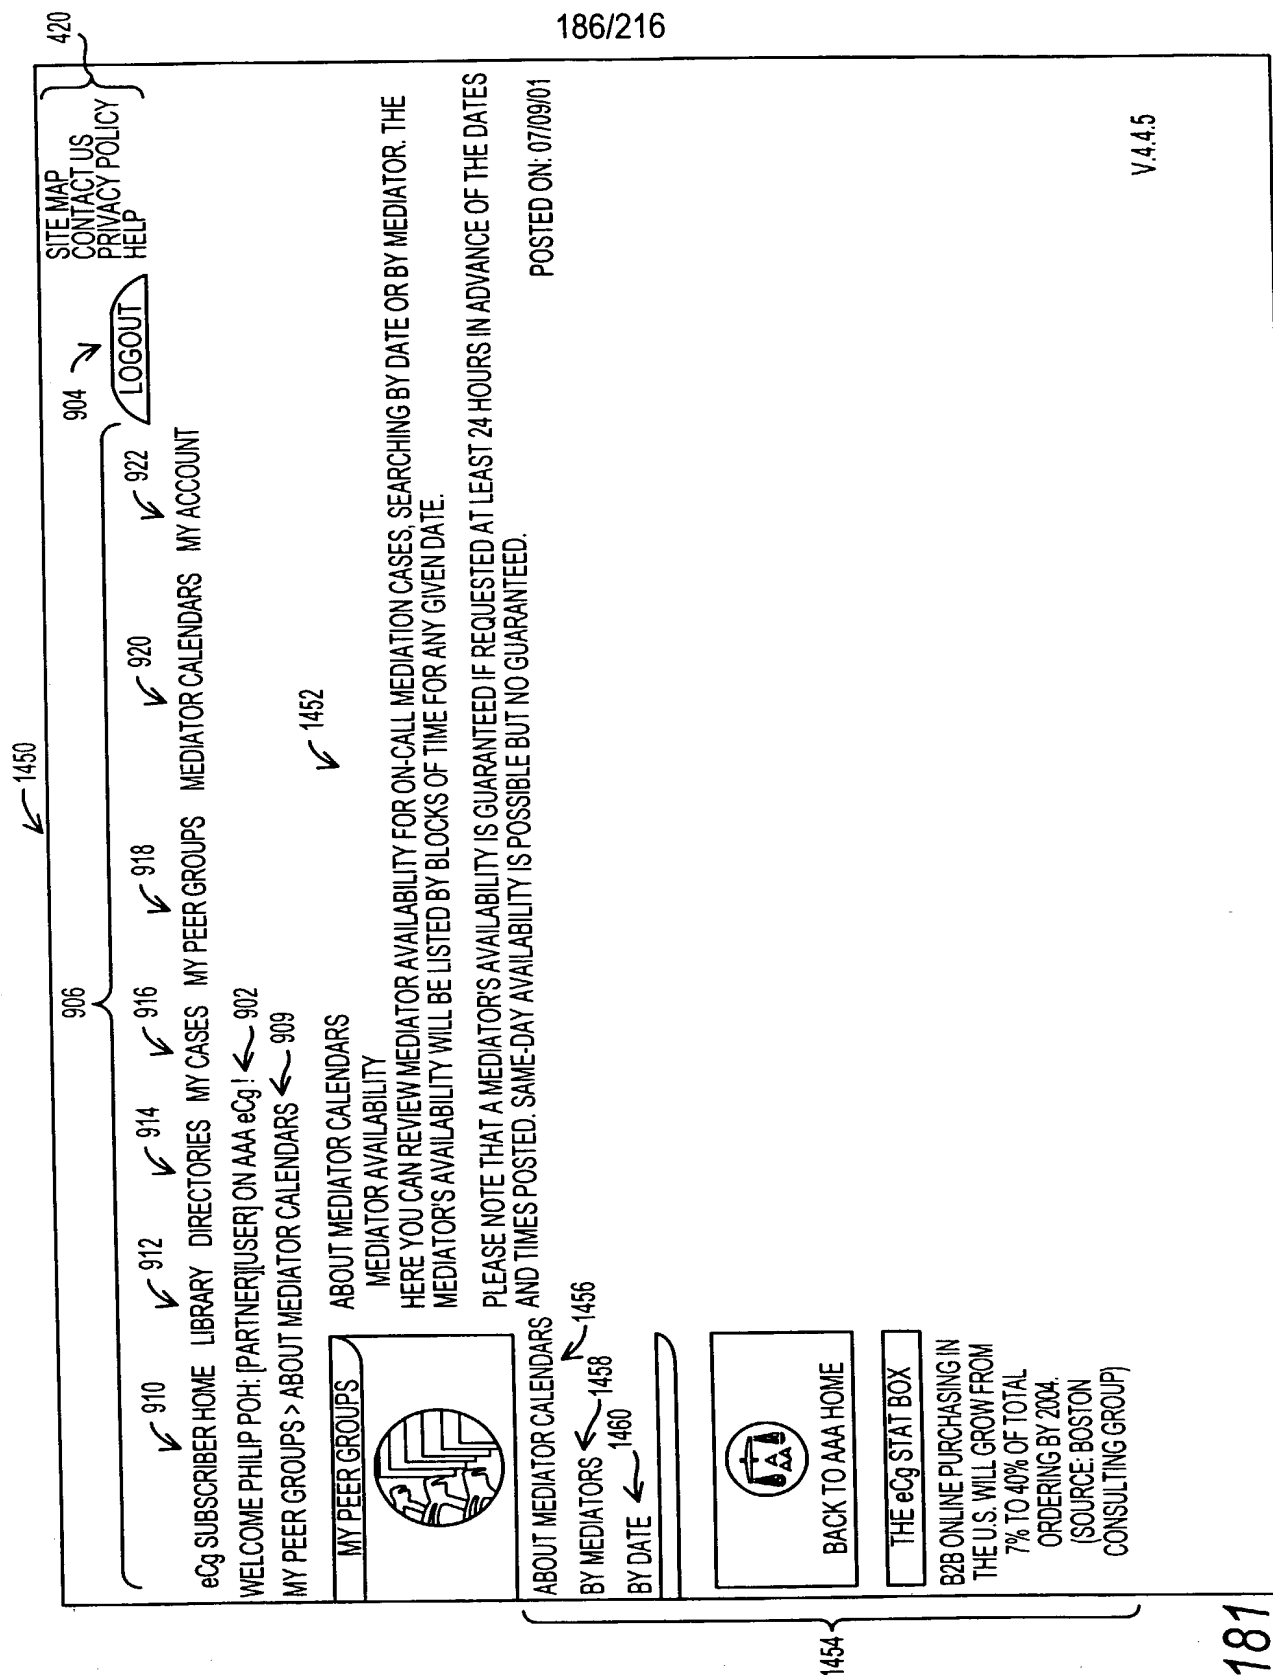 186/216
1450
420
906
904
SITE MAP
CONTACT US
PRIVACY POLICY
HELP
910
912
914
916
918
920
922
LOGOUT
eCg SUBSCRIBER HOME LIBRARY DIRECTORIES MY CASES MY PEER GROUPS MEDIATOR CALENDARS MY ACCOUNT
WELCOME PHILIP POH: [PARTNER][USER] ON AAA eCg! 902
MY PEER GROUPS > ABOUT MEDIATOR CALENDARS 909
1452
MY PEER GROUPS
ABOUT MEDIATOR CALENDARS
MEDIATOR AVAILABILITY
HERE YOU CAN REVIEW MEDIATOR AVAILABILITY FOR ON-CALL MEDIATION CASES, SEARCHING BY DATE OR BY MEDIATOR. THE
MEDIATOR'S AVAILABILITY WILL BE LISTED BY BLOCKS OF TIME FOR ANY GIVEN DATE.
PLEASE NOTE THAT A MEDIATOR'S AVAILABILITY IS GUARANTEED IF REQUESTED AT LEAST 24 HOURS IN ADVANCE OF THE DATES
AND TIMES POSTED. SAME-DAY AVAILABILITY IS POSSIBLE BUT NO GUARANTEED.
POSTED ON: 07/09/01
ABOUT MEDIATOR CALENDARS 1456
BY MEDIATORS 1458
BY DATE 1460
AAA
BACK TO AAA HOME
THE eCg STAT BOX
B2B ONLINE PURCHASING IN
THE U.S. WILL GROW FROM
7% TO 40% OF TOTAL
ORDERING BY 2004.
(SOURCE: BOSTON
CONSULTING GROUP)
1454
V.4.4.5
181